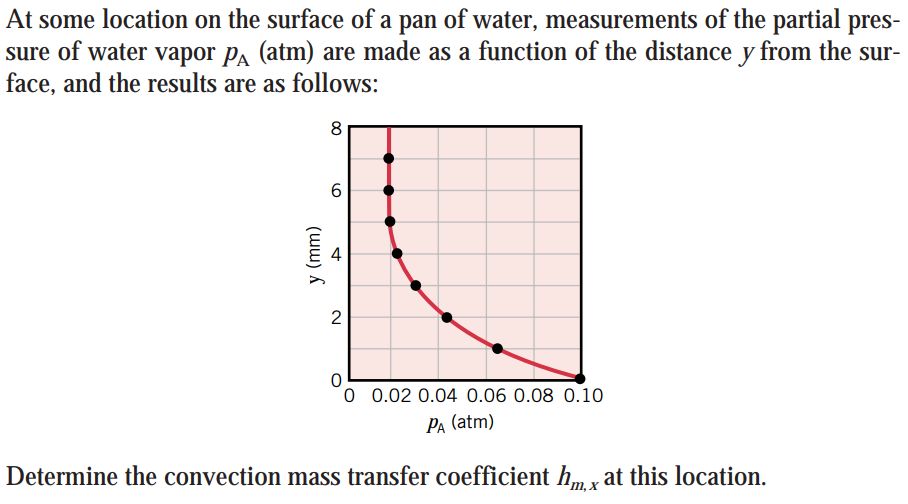 At some location on the surface of a pan of water, measurements of the partial pres-
sure of water vapor pA (atm) are made as a function of the distance y from the sur-
face, and the results are as follows:
8
6
y (mm)
4
2
0
0 0.02 0.04 0.06 0.08 0.10
pA (atm)
Determine the convection mass transfer coefficient hm,x at this location.